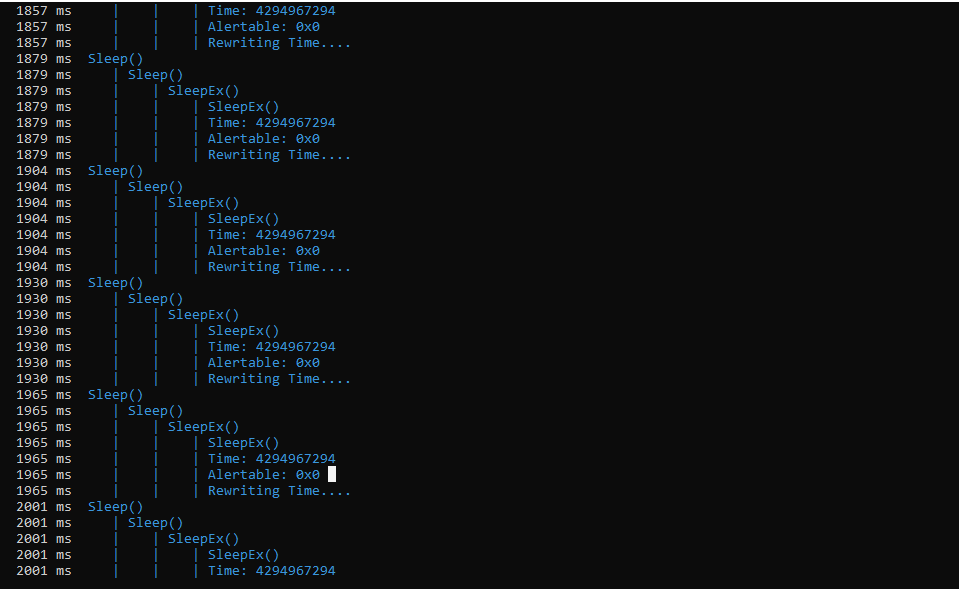 1857 ms | | | Time: 4294967294
1857 ms | | | Alertable: 0x0
1857 ms | | | Rewriting Time....
1879 ms Sleep()
1879 ms | Sleep()
1879 ms | | SleepEx()
1879 ms | | | SleepEx()
1879 ms | | | Time: 4294967294
1879 ms | | | Alertable: 0x0
1879 ms | | | Rewriting Time....
1904 ms Sleep()
1904 ms | Sleep()
1904 ms | | SleepEx()
1904 ms | | | SleepEx()
1904 ms | | | Time: 4294967294
1904 ms | | | Alertable: 0x0
1904 ms | | | Rewriting Time....
1930 ms Sleep()
1930 ms | Sleep()
1930 ms | | SleepEx()
1930 ms | | | SleepEx()
1930 ms | | | Time: 4294967294
1930 ms | | | Alertable: 0x0
1930 ms | | | Rewriting Time....
1965 ms Sleep()
1965 ms | Sleep()
1965 ms | | SleepEx()
1965 ms | | | SleepEx()
1965 ms | | | Time: 4294967294
1965 ms | | | Alertable: 0x0
1965 ms | | | Rewriting Time....
2001 ms Sleep()
2001 ms | Sleep()
2001 ms | | SleepEx()
2001 ms | | | SleepEx()
2001 ms | | | Time: 4294967294